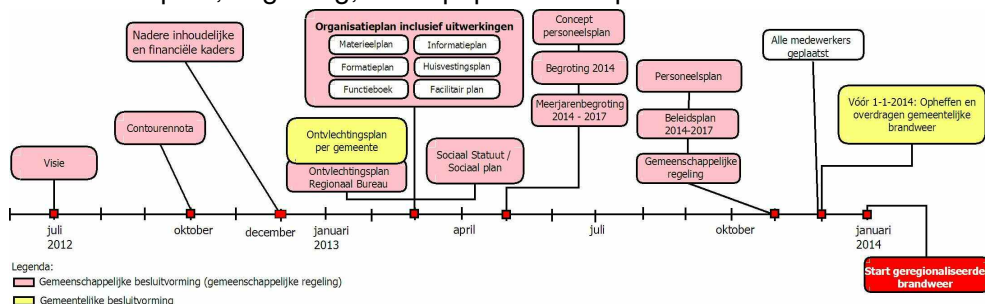 Nadere inhoudelijke
en financiële kaders
Organisatieplan inclusief uitwerkingen
Materieelplan
Informatieplan
Formatieplan
Huisvestingsplan
Functieboek
Facilitair plan
Concept
personeelsplan
Begroting 2014
Meerjarenbegroting
2014 - 2017
Personeelsplan
Beleidsplan
2014-2017
Gemeenschappelijke
regeling
Alle medewerkers
geplaatst
Vóór 1-1-2014: Opheffen en
overdragen gemeentelijke
brandweer
Contourennota
Visie
Ontvlechtingsplan
per gemeente
Ontvlechtingsplan
Regionaal Bureau
Sociaal Statuut /
Sociaal plan
juli
2012
oktober
december
januari
2013
april
juli
oktober
januari
2014
Start geregionaliseerde
brandweer
Legenda:
Gemeenschappelijke besluitvorming (gemeenschappelijke regeling)
Gemeentelijke besluitvorming